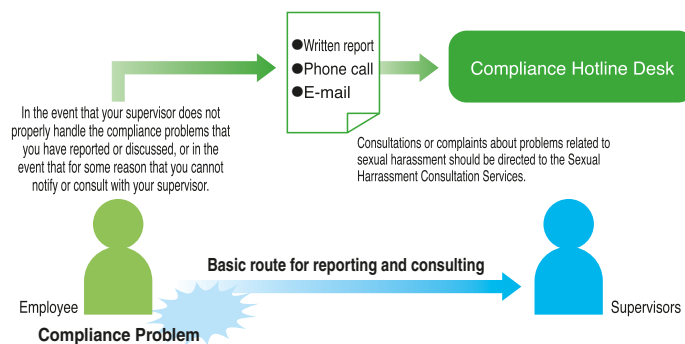 ●Written report
●Phone call
●E-mail
Compliance Hotline Desk
In the event that your supervisor does not
properly handle the compliance problems that
you have reported or discussed, or in the
event that for some reason that you cannot
notify or consult with your supervisor.
Consultations or complaints about problems related to
sexual harassment should be directed to the Sexual
Harrassment Consultation Services.
Basic route for reporting and consulting
Employee
Supervisors
Compliance Problem